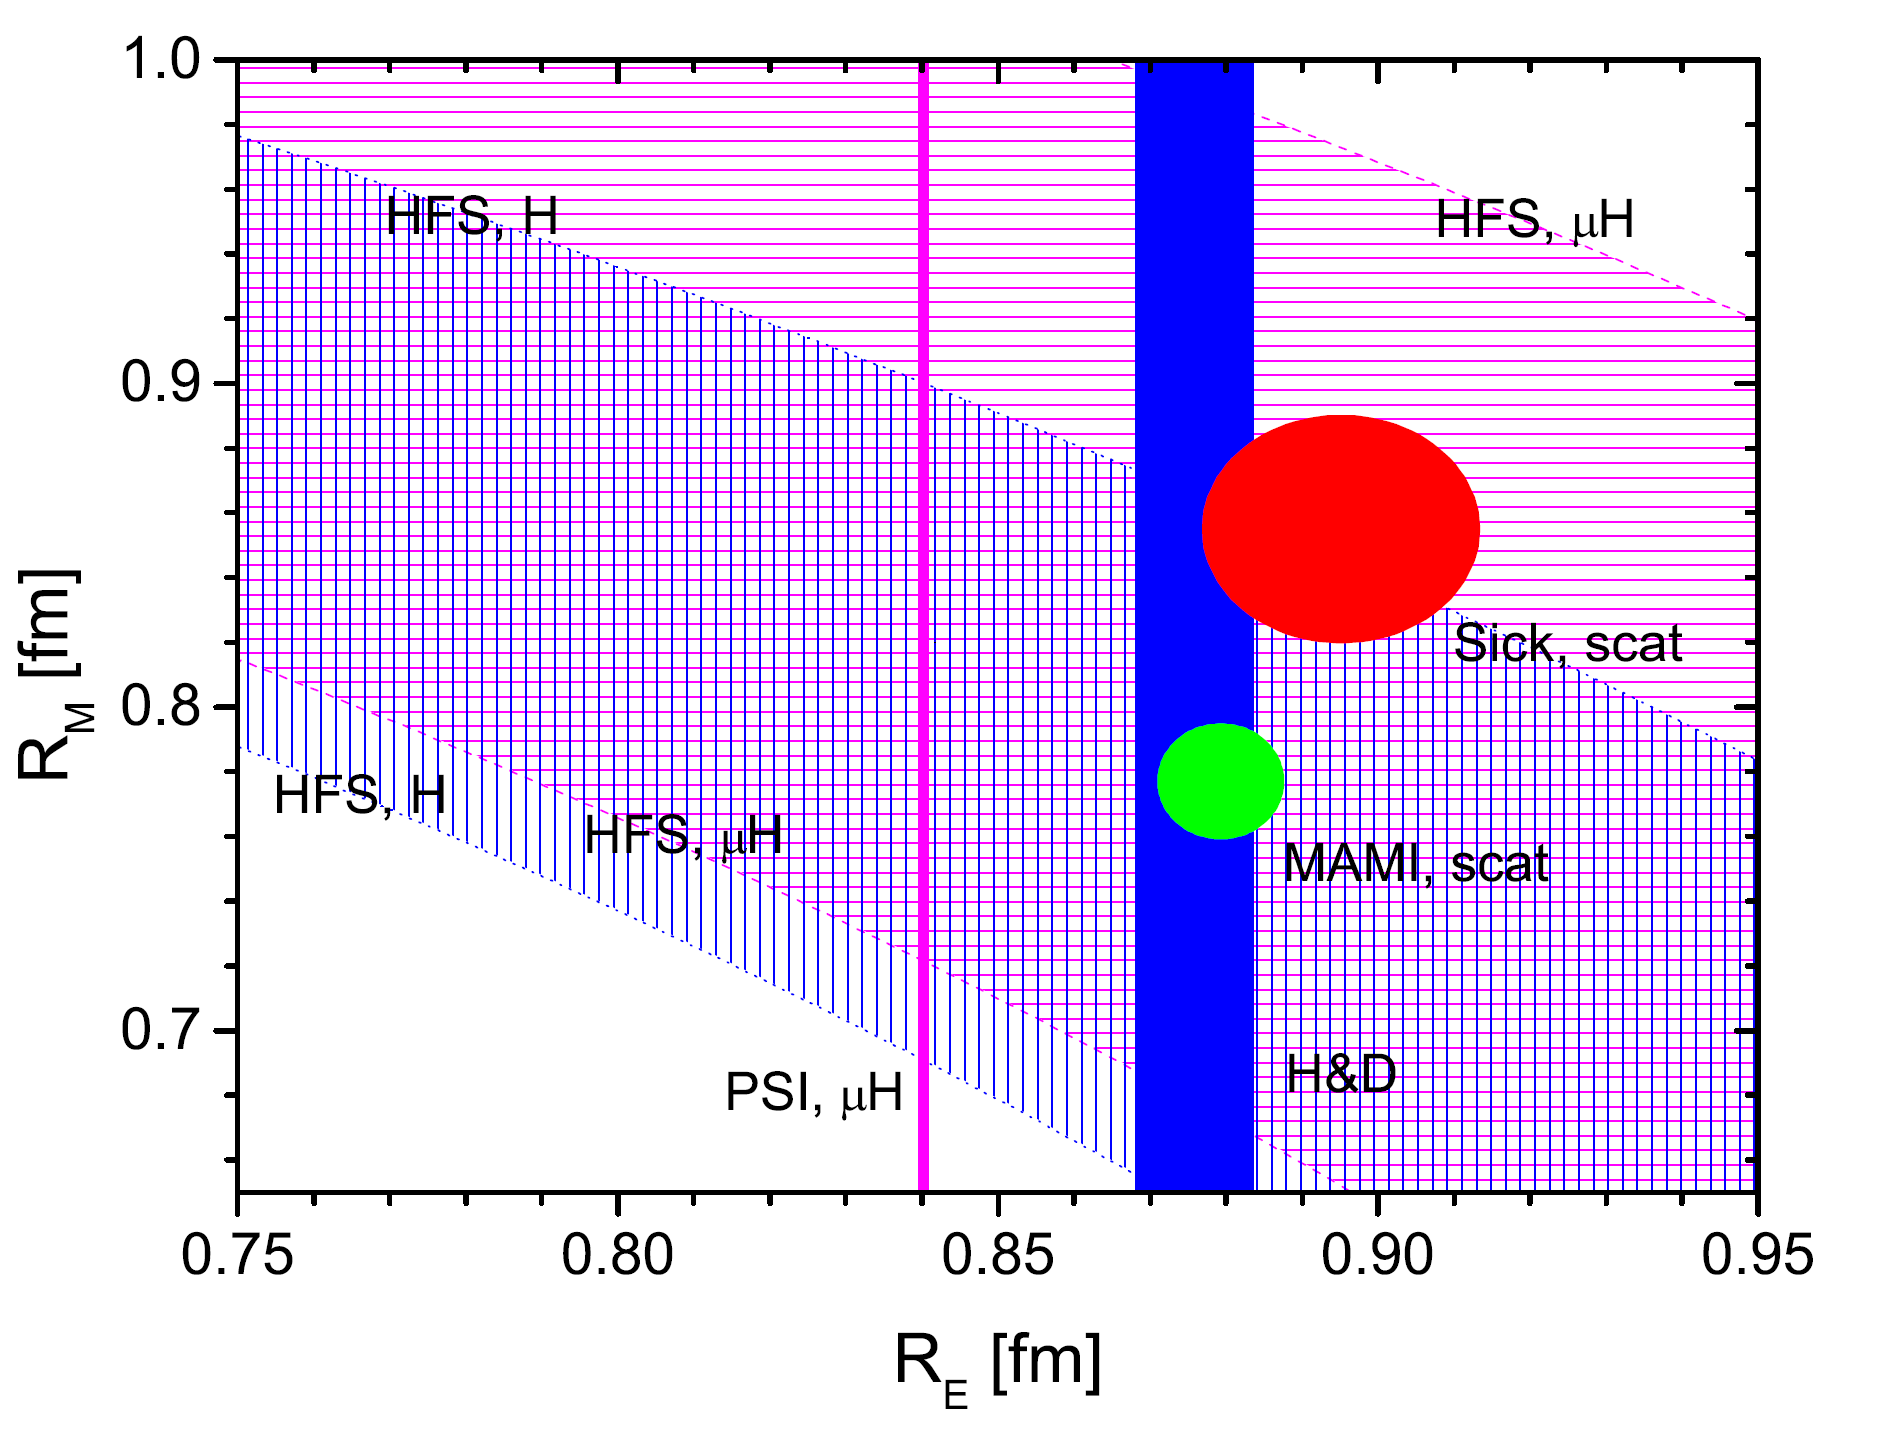 1.0
HFS, H
HFS, μH
0.9
Sick, scat
0.8
HFS, H
HFS, μH
MAMI, scat
0.7
H&D
PSI, μH
0.75 0.80 0.85 0.90 0.95
R_E [fm]
R_M [fm]